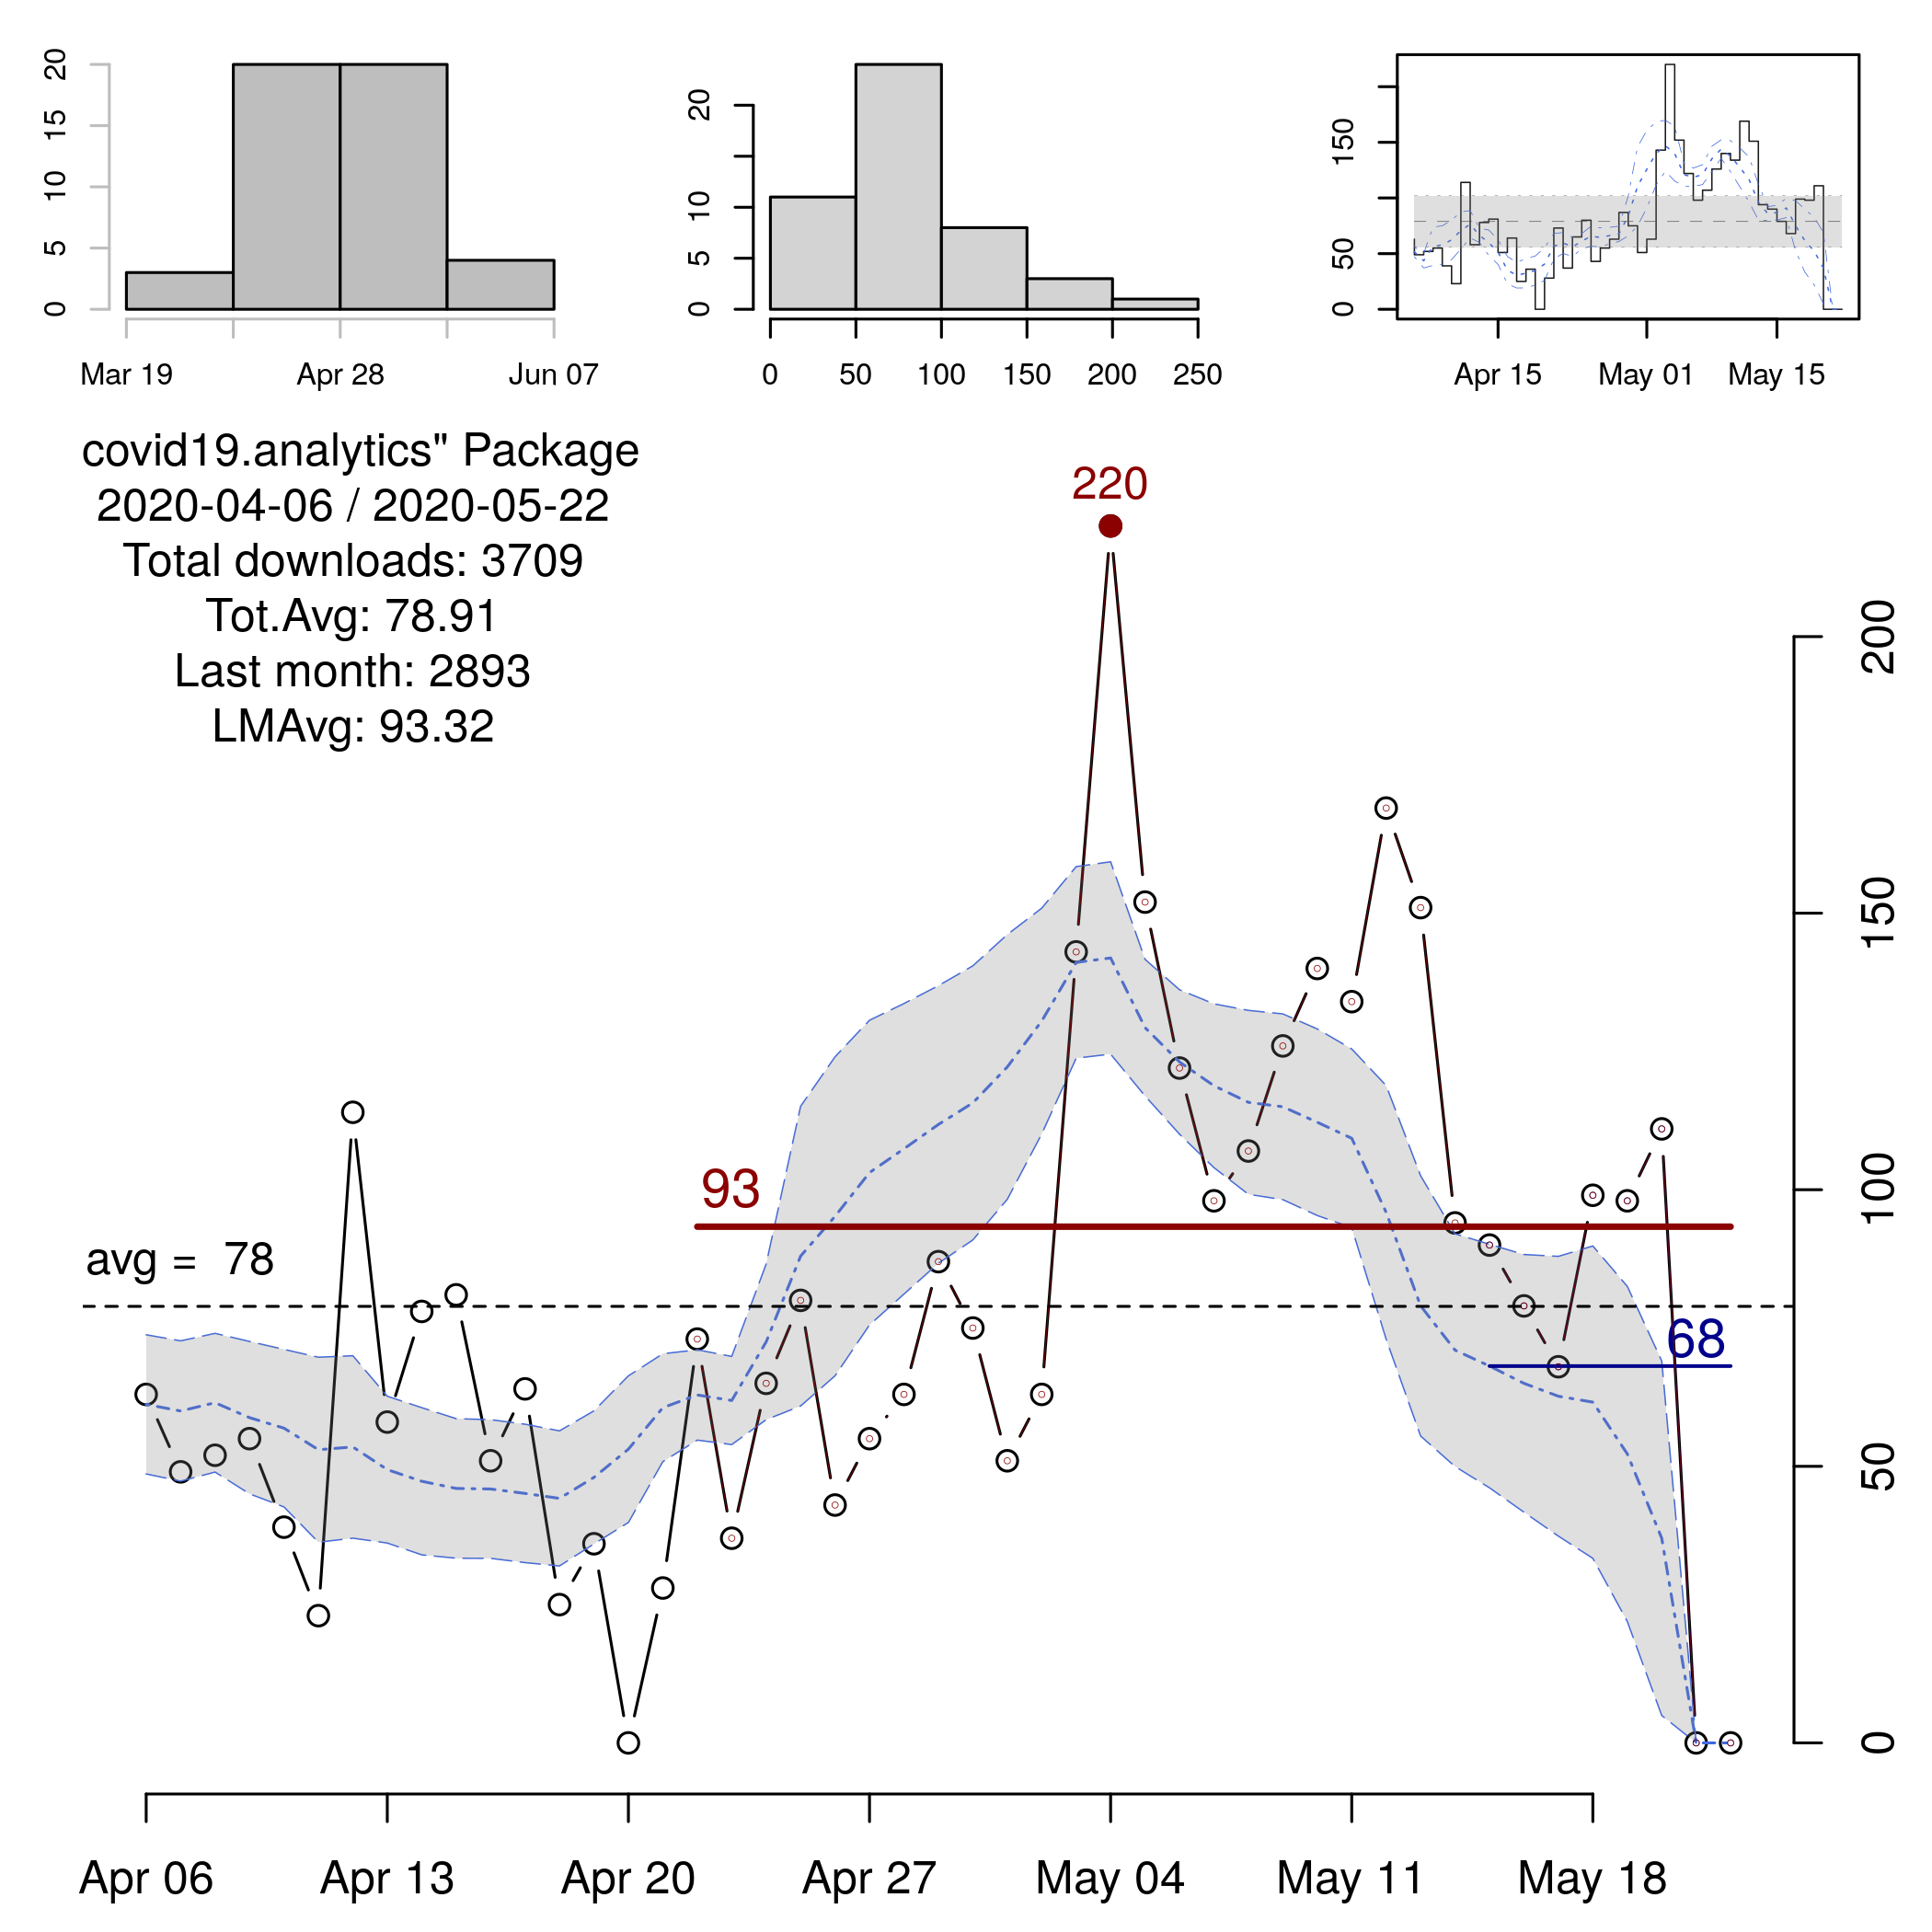 20
15
10
5
0
Mar 19 Apr 28 Jun 07
20
10
5
0
0 50 100 150 200 250
150
50
0
Apr 15 May 01 May 15
covid19.analytics" Package
2020-04-06 / 2020-05-22
Total downloads: 3709
Tot.Avg: 78.91
Last month: 2893
LMAvg: 93.32
220
93
avg = 78
68
200
150
100
50
0
Apr 06 Apr 13 Apr 20 Apr 27 May 04 May 11 May 18